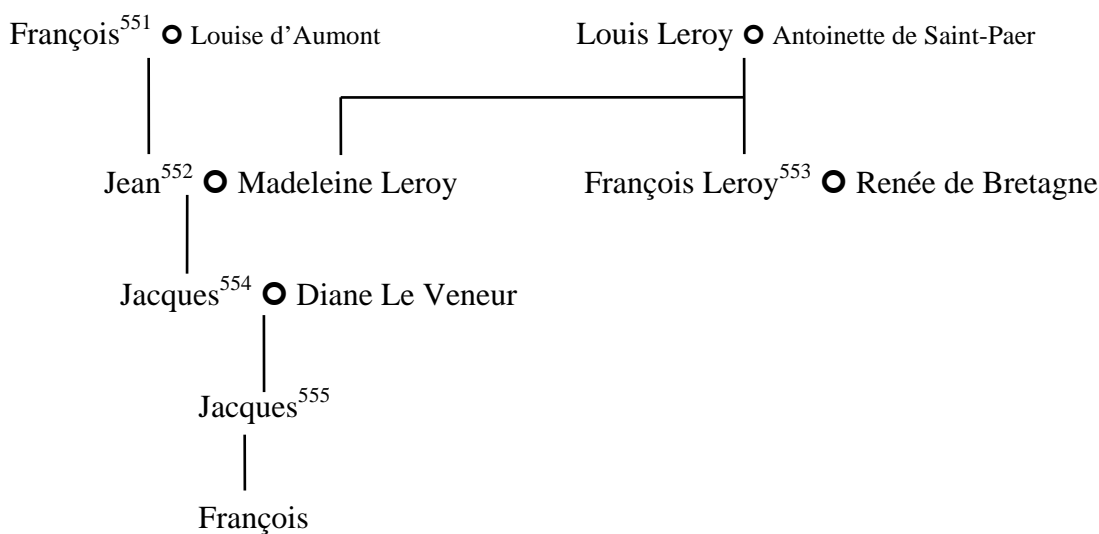 François551 Louise d’Aumont Louis Leroy Antoinette de Saint-Paer
Jean552 Madeleine Leroy François Leroy553 Renée de Bretagne
Jacques554 Diane Le Veneur
Jacques555
François